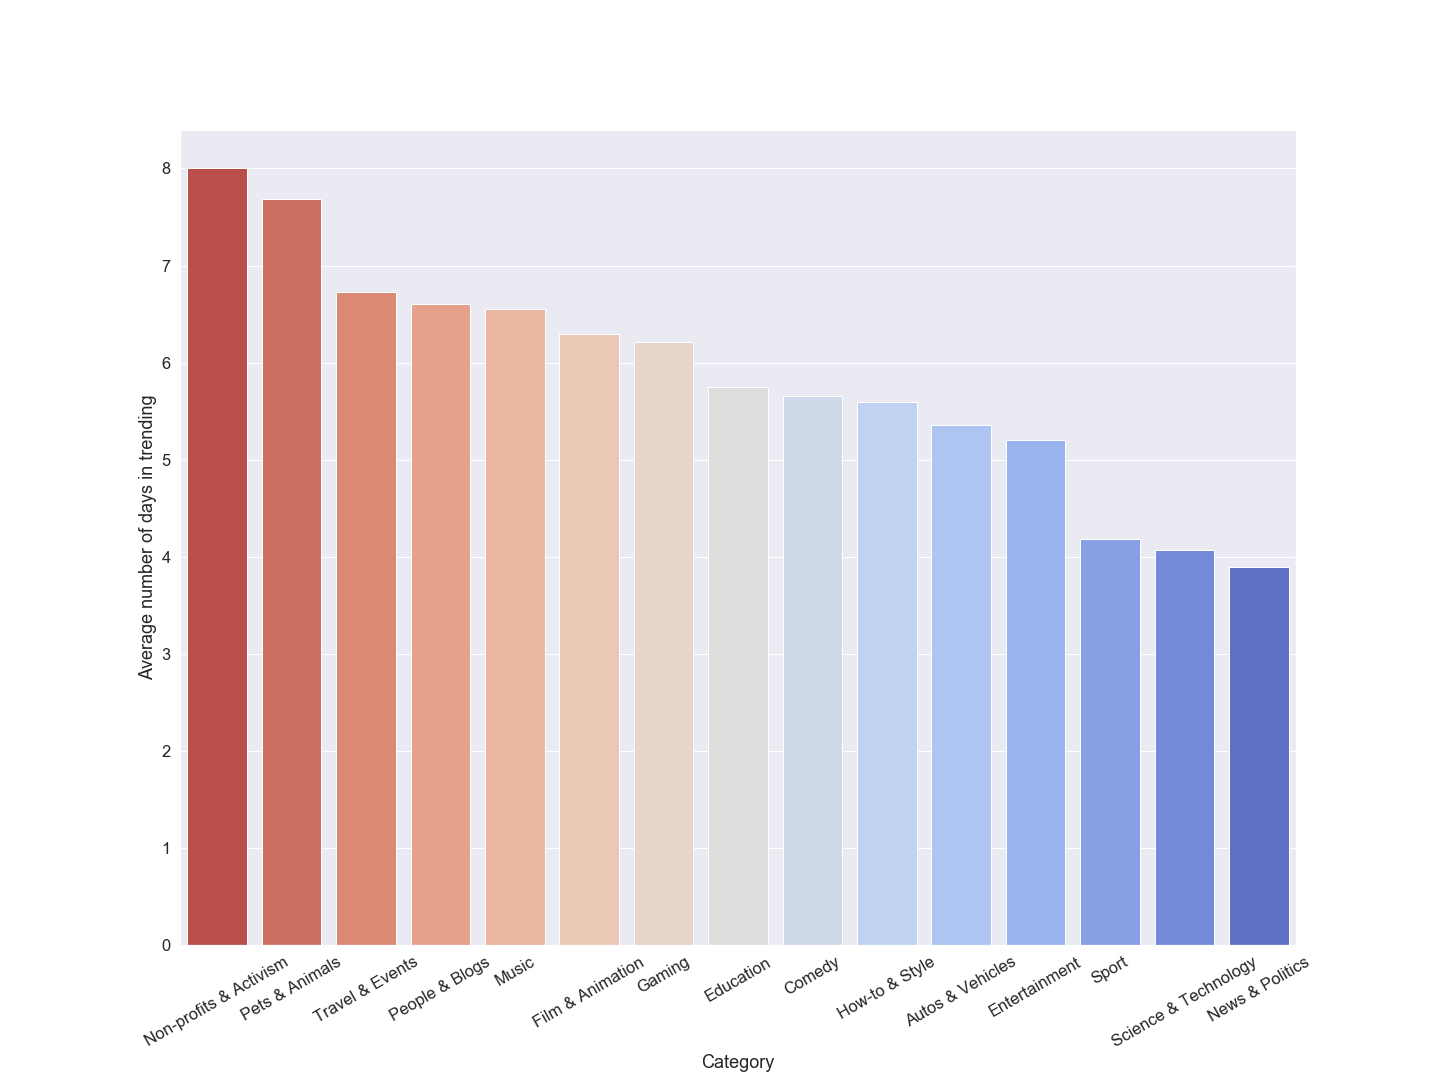 Average number of days in trending
8
7
6
5
4
3
2
1
0
Non-profits & Activism
Pets & Animals
Travel & Events
People & Blogs
Music
Film & Animation
Gaming
Education
Comedy
How-to & Style
Autos & Vehicles
Entertainment
Sport
Science & Technology
News & Politics
Category